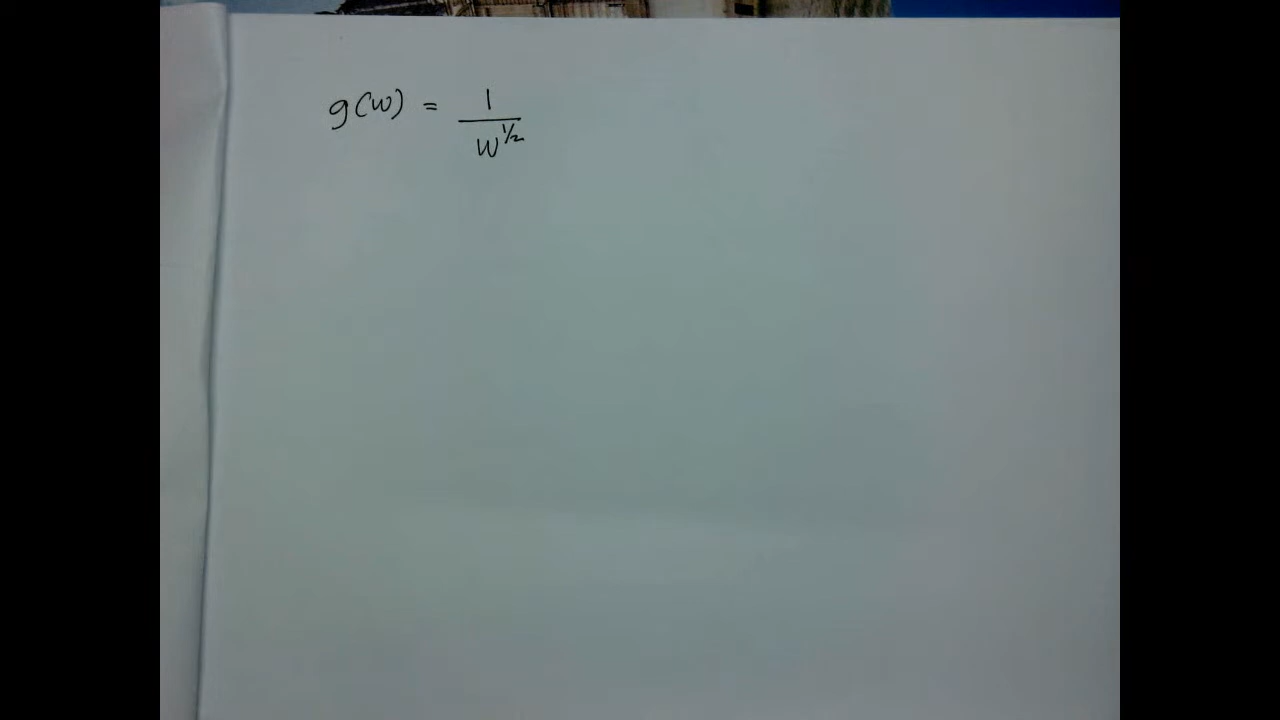 g(w) = 1/w^{1/2}